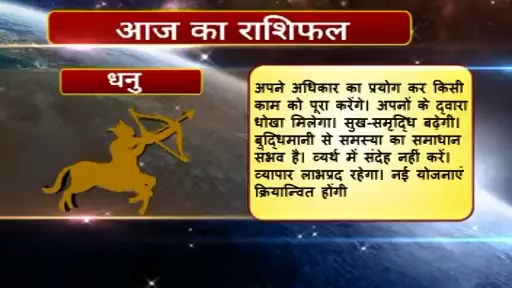 आज का राशिफल
धनु
अपने अधिकार का प्रयोग कर किसी
काम को पूरा करेंगे। अपनों के द्वारा
धोखा मिलेगा। सुख-समृद्धि बढ़ेगी।
बुद्धिमानी से समस्या का समाधान
संभव है। व्यर्थ में संदेह नहीं करें।
व्यापार लाभप्रद रहेगा। नई योजनाएं
क्रियान्वित होंगी